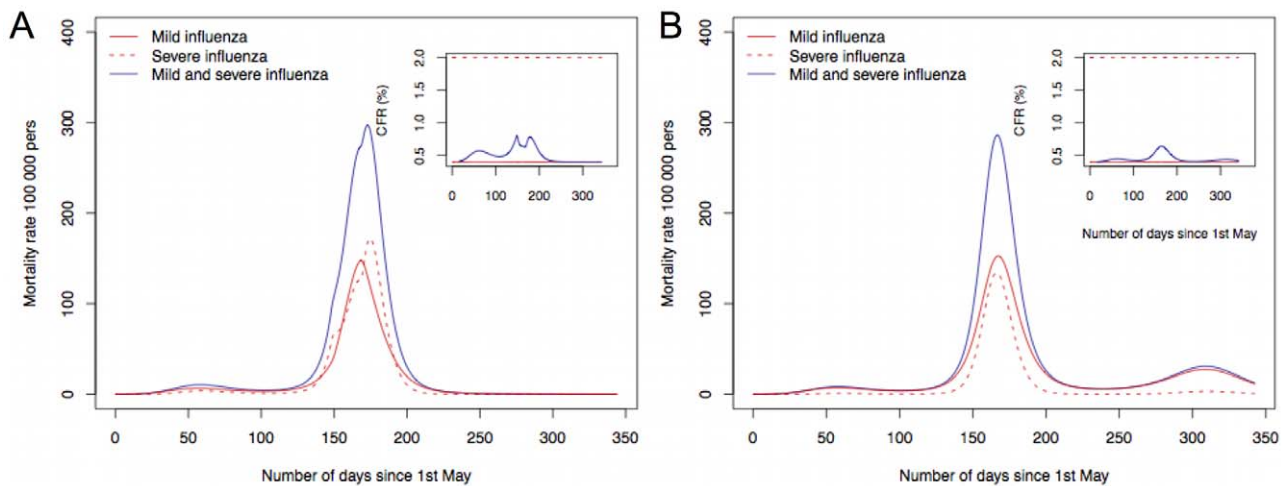 A
Mild influenza
Severe influenza
Mild and severe influenza
400
300
200
100
0
Mortality rate 100 000 pers
0 50 100 150 200 250 300 350
Number of days since 1st May
2.0
1.5
1.0
0.5
CFR (%)
0 100 200 300
B
Mild influenza
Severe influenza
Mild and severe influenza
400
300
200
100
0
Mortality rate 100 000 pers
0 50 100 150 200 250 300 350
Number of days since 1st May
2.0
1.5
1.0
0.5
CFR (%)
0 100 200 300
Number of days since 1st May